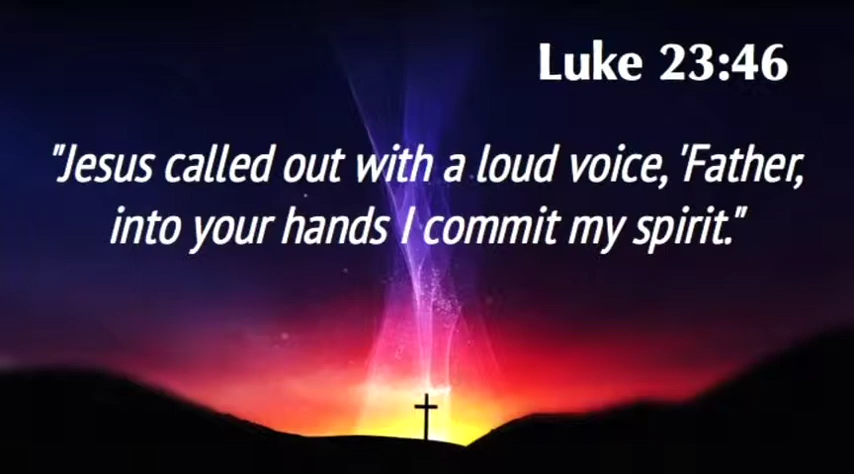 Luke 23:46
"Jesus called out with a loud voice, 'Father,
into your hands I commit my spirit."